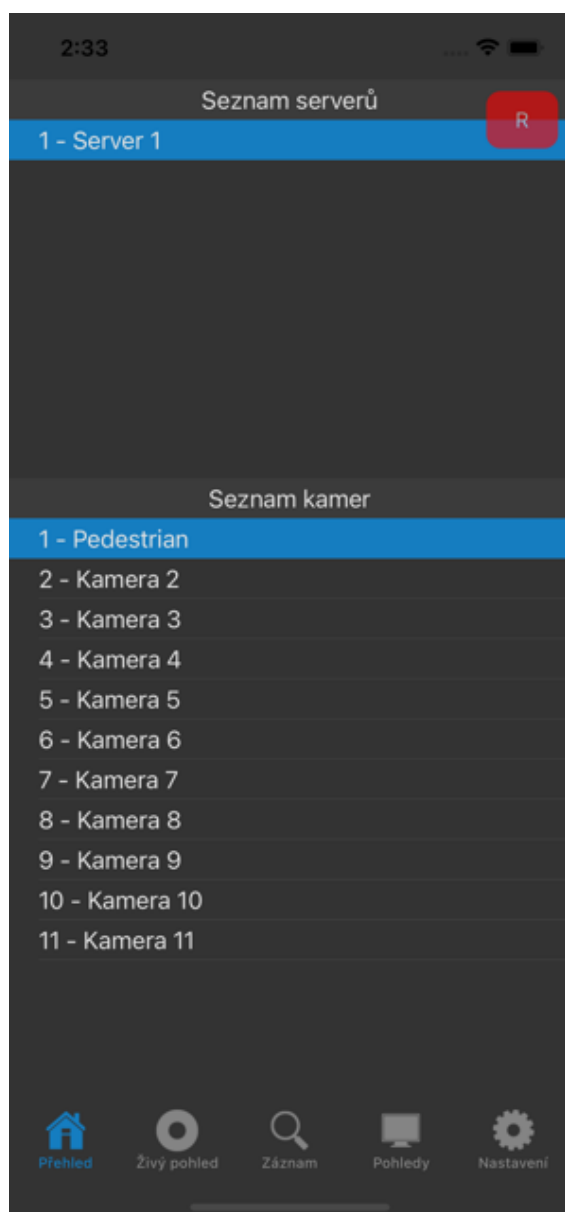 2:33
Seznam serverů
R
1 - Server 1
Seznam kamer
1 - Pedestrian
2 - Kamera 2
3 - Kamera 3
4 - Kamera 4
5 - Kamera 5
6 - Kamera 6
7 - Kamera 7
8 - Kamera 8
9 - Kamera 9
10 - Kamera 10
11 - Kamera 11
Přehled Živý pohled Záznam Pohledy Nastavení